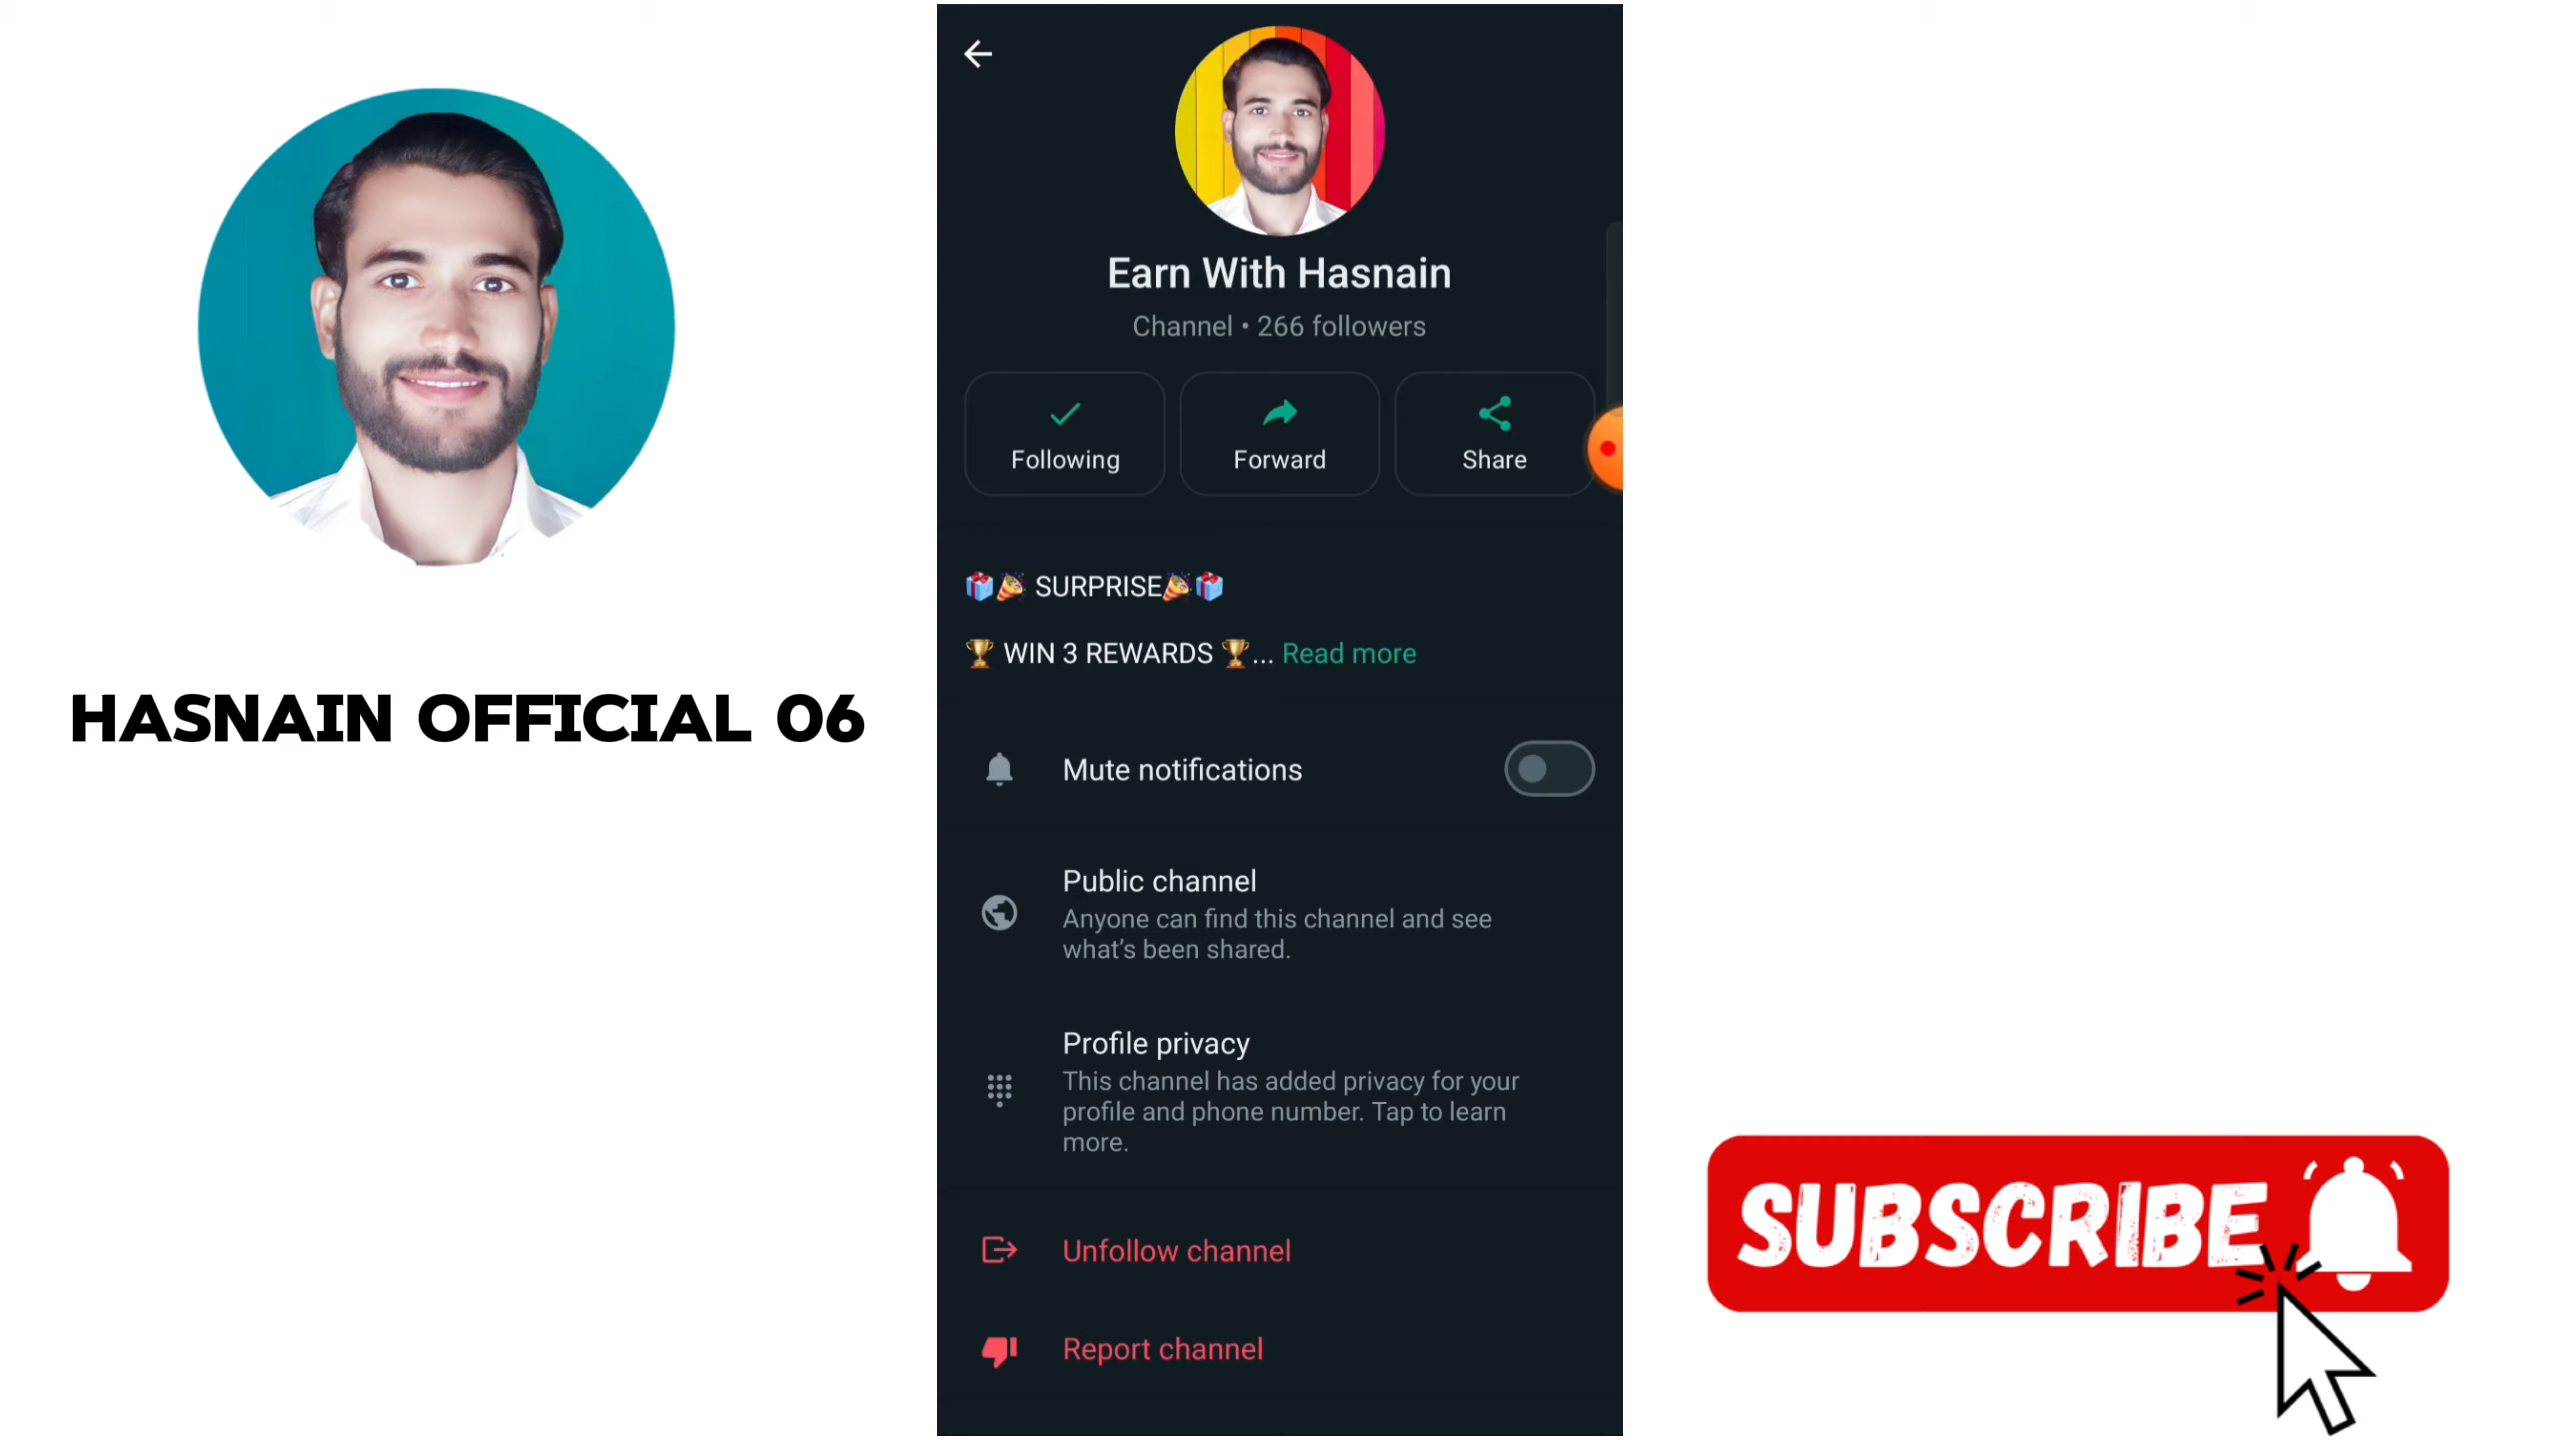 HASNAIN OFFICIAL 06
Earn With Hasnain
Channel • 266 followers
Following
Forward
Share
🎁🎉 SURPRISE🎉🎁
🏆 WIN 3 REWARDS 🏆... Read more
Mute notifications
Public channel
Anyone can find this channel and see
what's been shared.
Profile privacy
This channel has added privacy for your
profile and phone number. Tap to learn
more.
Unfollow channel
Report channel
SUBSCRIBE